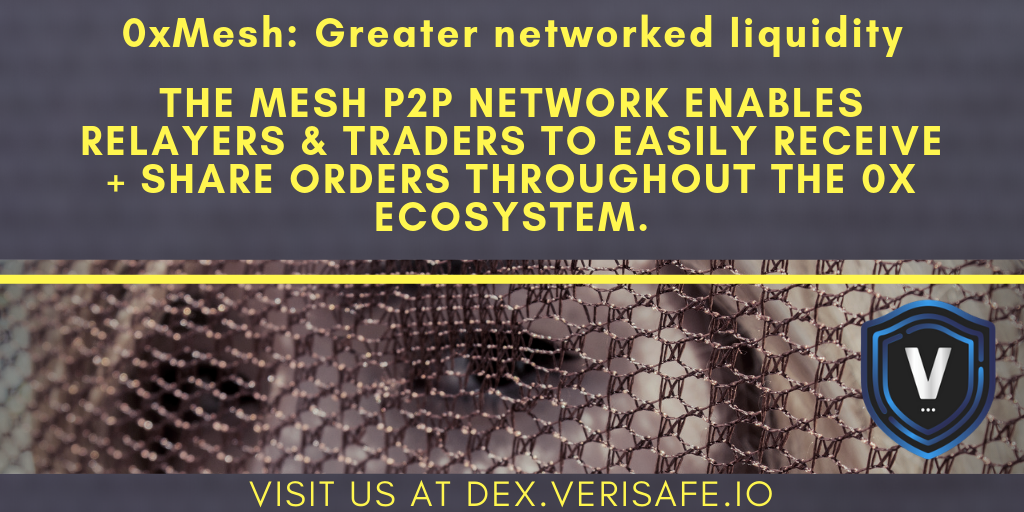 0xMesh: Greater networked liquidity
THE MESH P2P NETWORK ENABLES
RELAYERS & TRADERS TO EASILY RECEIVE
+ SHARE ORDERS THROUGHOUT THE 0X
ECOSYSTEM.
V
VISIT US AT DEX.VERISAFE.IO